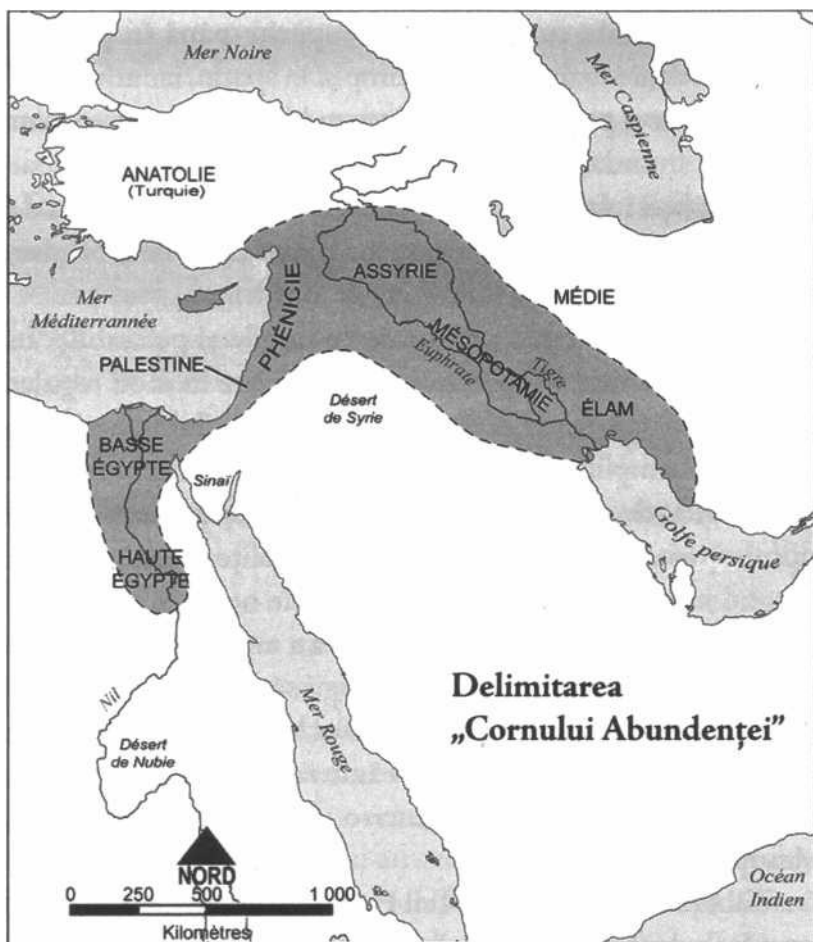 Mer Noire
Mer Caspienne
ANATOLIE
(Turquie)
ASSYRIE
MÉDIE
PHÉNICIE
Mer
Méditerrannée
MÉSOPOTAMIE
Euphrate
Tigre
PALESTINE
ÉLAM
Désert
de Syrie
BASSE
ÉGYPTE
Sinaï
Golfe persique
HAUTE
ÉGYPTE
Delimitarea
„Cornului Abundenței”
Nil
Mer Rouge
Désert
de Nubie
NORD
0 250 500 1 000
Kilomètres
Océan
Indien